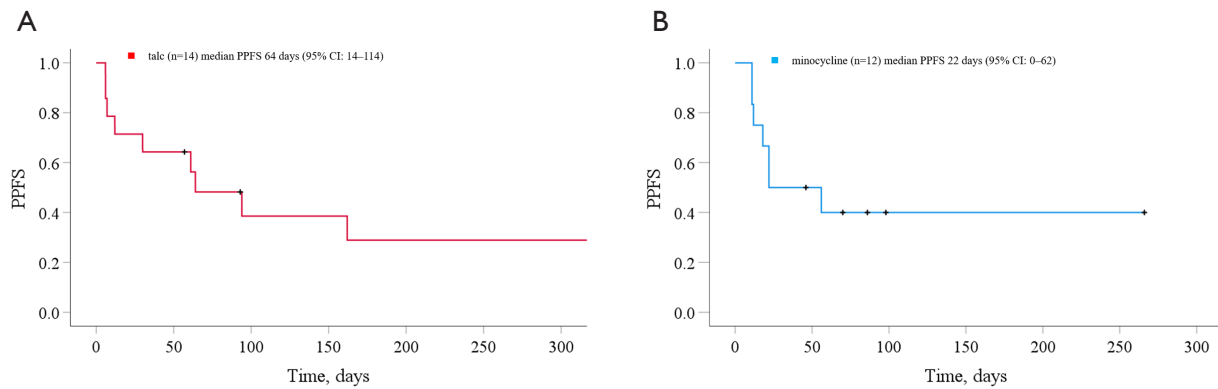 A
talc (n=14) median PPFS 64 days (95% CI: 14–114)
1.0
0.8
0.6
0.4
0.2
0.0
PPFS
0 50 100 150 200 250 300
Time, days
B
minocycline (n=12) median PPFS 22 days (95% CI: 0–62)
1.0
0.8
0.6
0.4
0.2
0.0
PPFS
0 50 100 150 200 250 300
Time, days